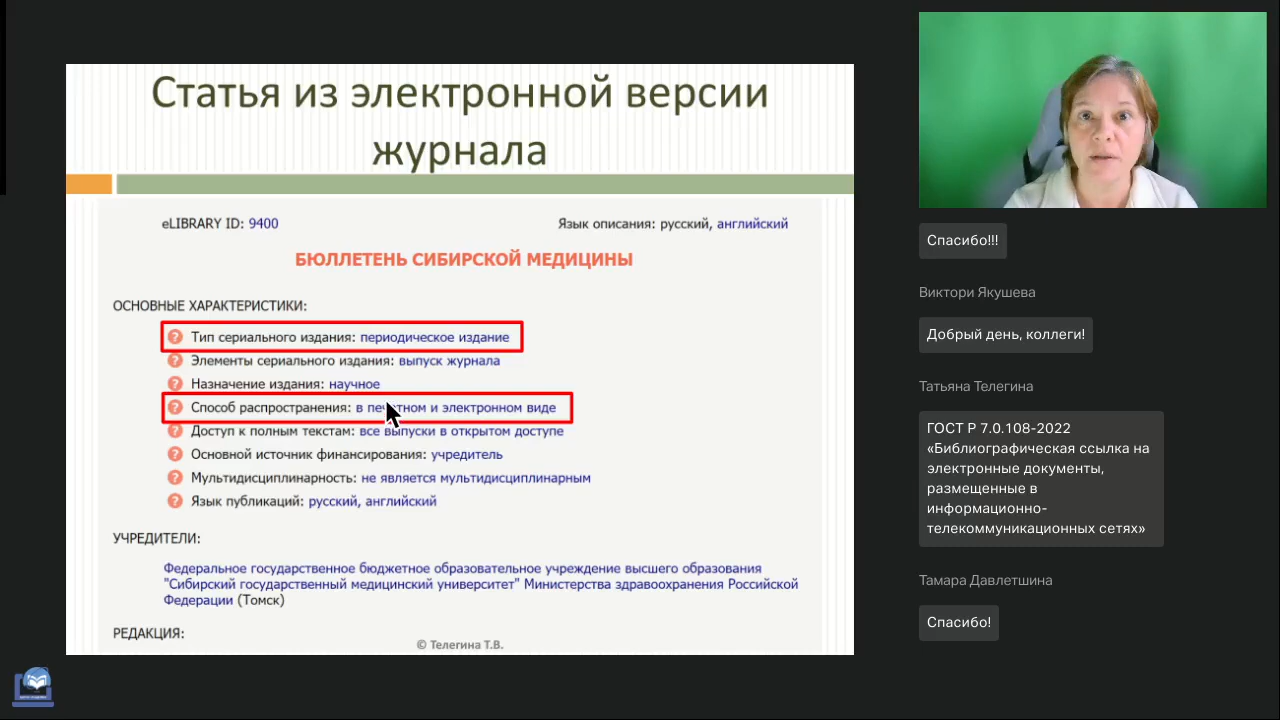 Статья из электронной версии
журнала
eLIBRARY ID: 9400
Язык описания: русский, английский
БЮЛЛЕТЕНЬ СИБИРСКОЙ МЕДИЦИНЫ
ОСНОВНЫЕ ХАРАКТЕРИСТИКИ:
? Тип сериального издания: периодическое издание
? Элементы сериального издания: выпуск журнала
? Назначение издания: научное
? Способ распространения: в печатном и электронном виде
? Доступ к полным текстам: все выпуски в открытом доступе
? Основной источник финансирования: учредитель
? Мультидисциплинарность: не является мультидисциплинарным
? Язык публикаций: русский, английский
УЧРЕДИТЕЛИ:
Федеральное государственное бюджетное образовательное учреждение высшего образования
"Сибирский государственный медицинский университет" Министерства здравоохранения Российской
Федерации (Томск)
РЕДАКЦИЯ:
© Телегина Т.В.
Спасибо!!!
Виктори Якушева
Добрый день, коллеги!
Татьяна Телегина
ГОСТ Р 7.0.108-2022
«Библиографическая ссылка на
электронные документы,
размещенные в
информационно-
телекоммуникационных сетях»
Тамара Давлетшина
Спасибо!